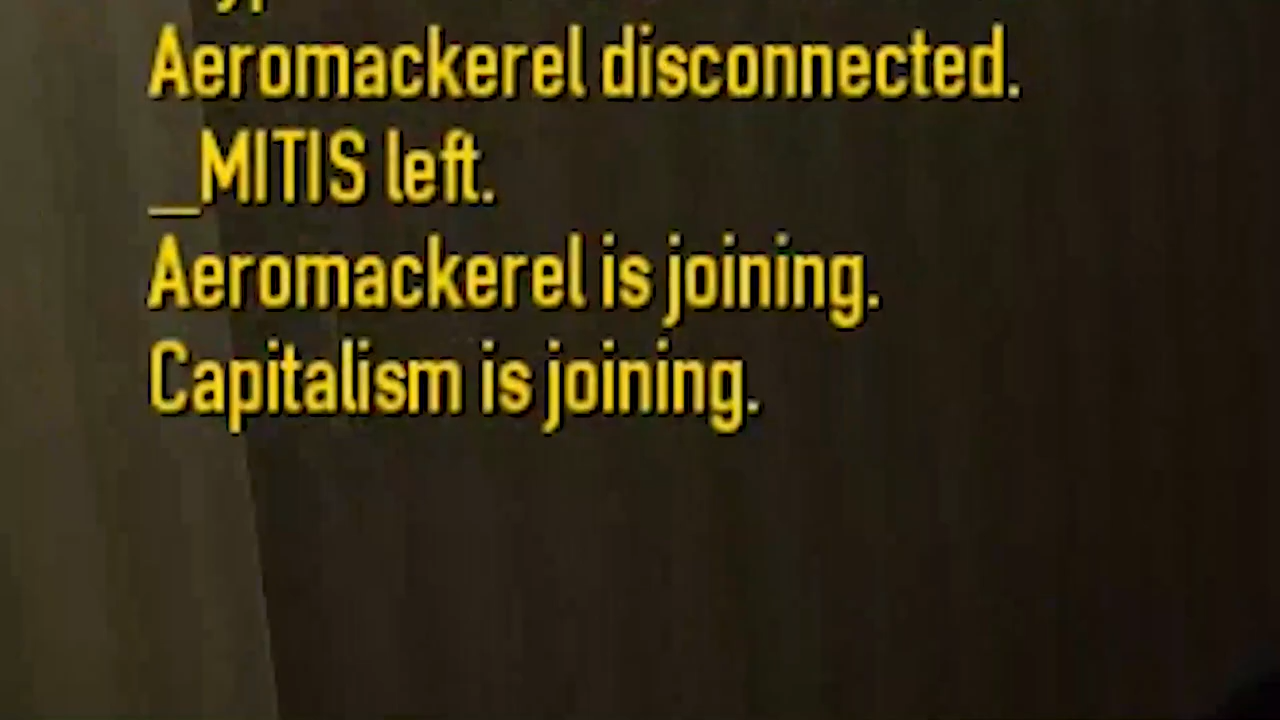 Aeromackerel disconnected.
_MITIS left.
Aeromackerel is joining.
Capitalism is joining.